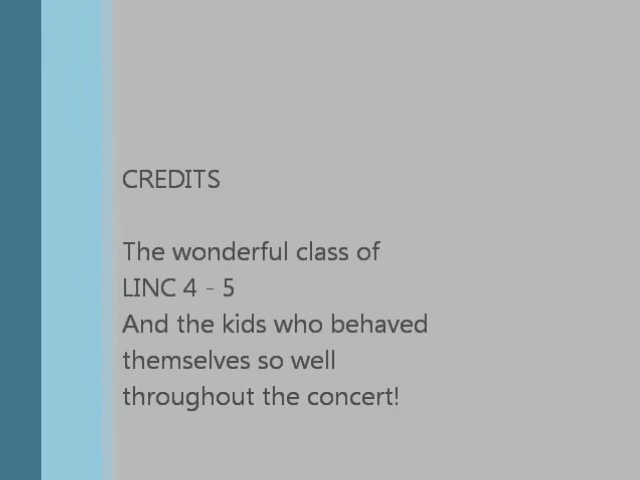 CREDITS
The wonderful class of
LINC 4 - 5
And the kids who behaved
themselves so well
throughout the concert!